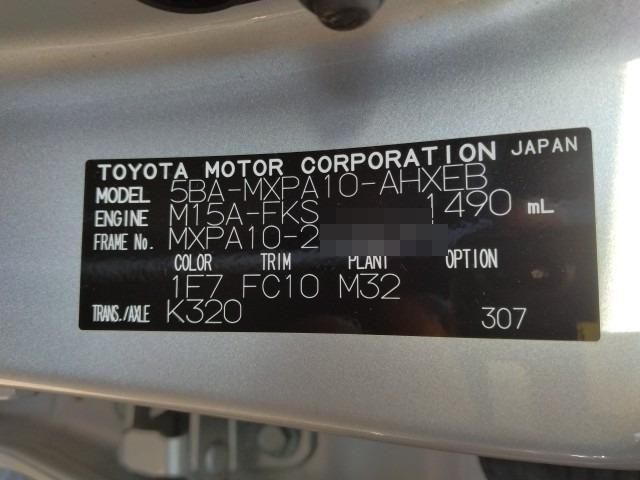 TOYOTA MOTOR CORPORATION JAPAN
MODEL 5BA-MXPA10-AHXEB
ENGINE M15A-FKS 1490 mL
FRAME No. MXPA10-2
COLOR TRIM PLANT OPTION
1F7 FC10 M32
TRANS./AXLE K320 307